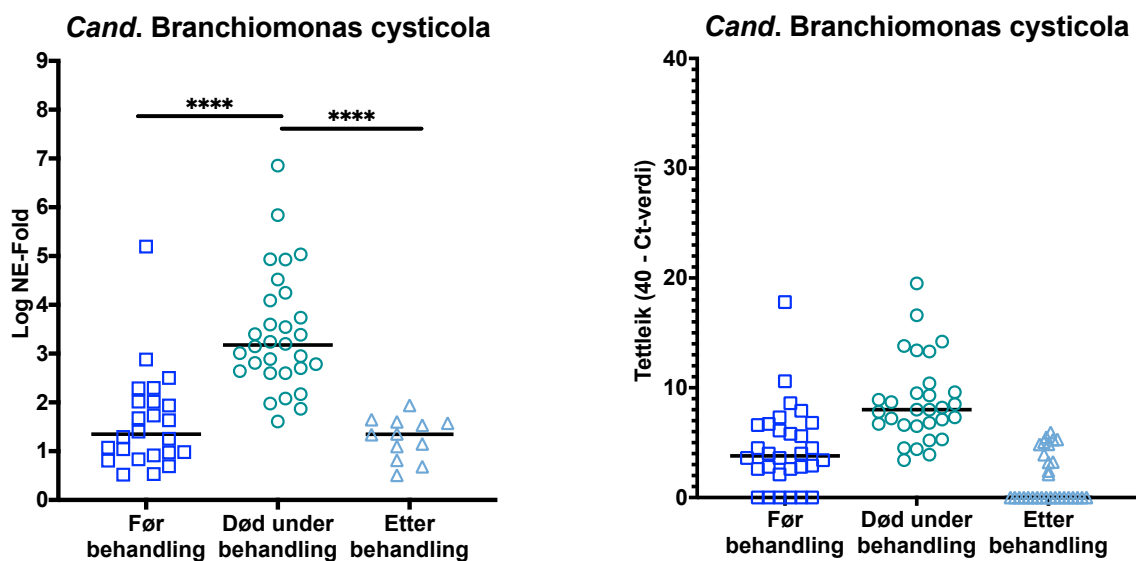 Cand. Branchiomonas cysticola
9
8
7
6
5
4
3
2
1
0
Log NE-Fold
****
****
Før
behandling
Død under
behandling
Etter
behandling
Cand. Branchiomonas cysticola
40
30
20
10
0
Tettleik (40 - Ct-verdi)
Før
behandling
Død under
behandling
Etter
behandling